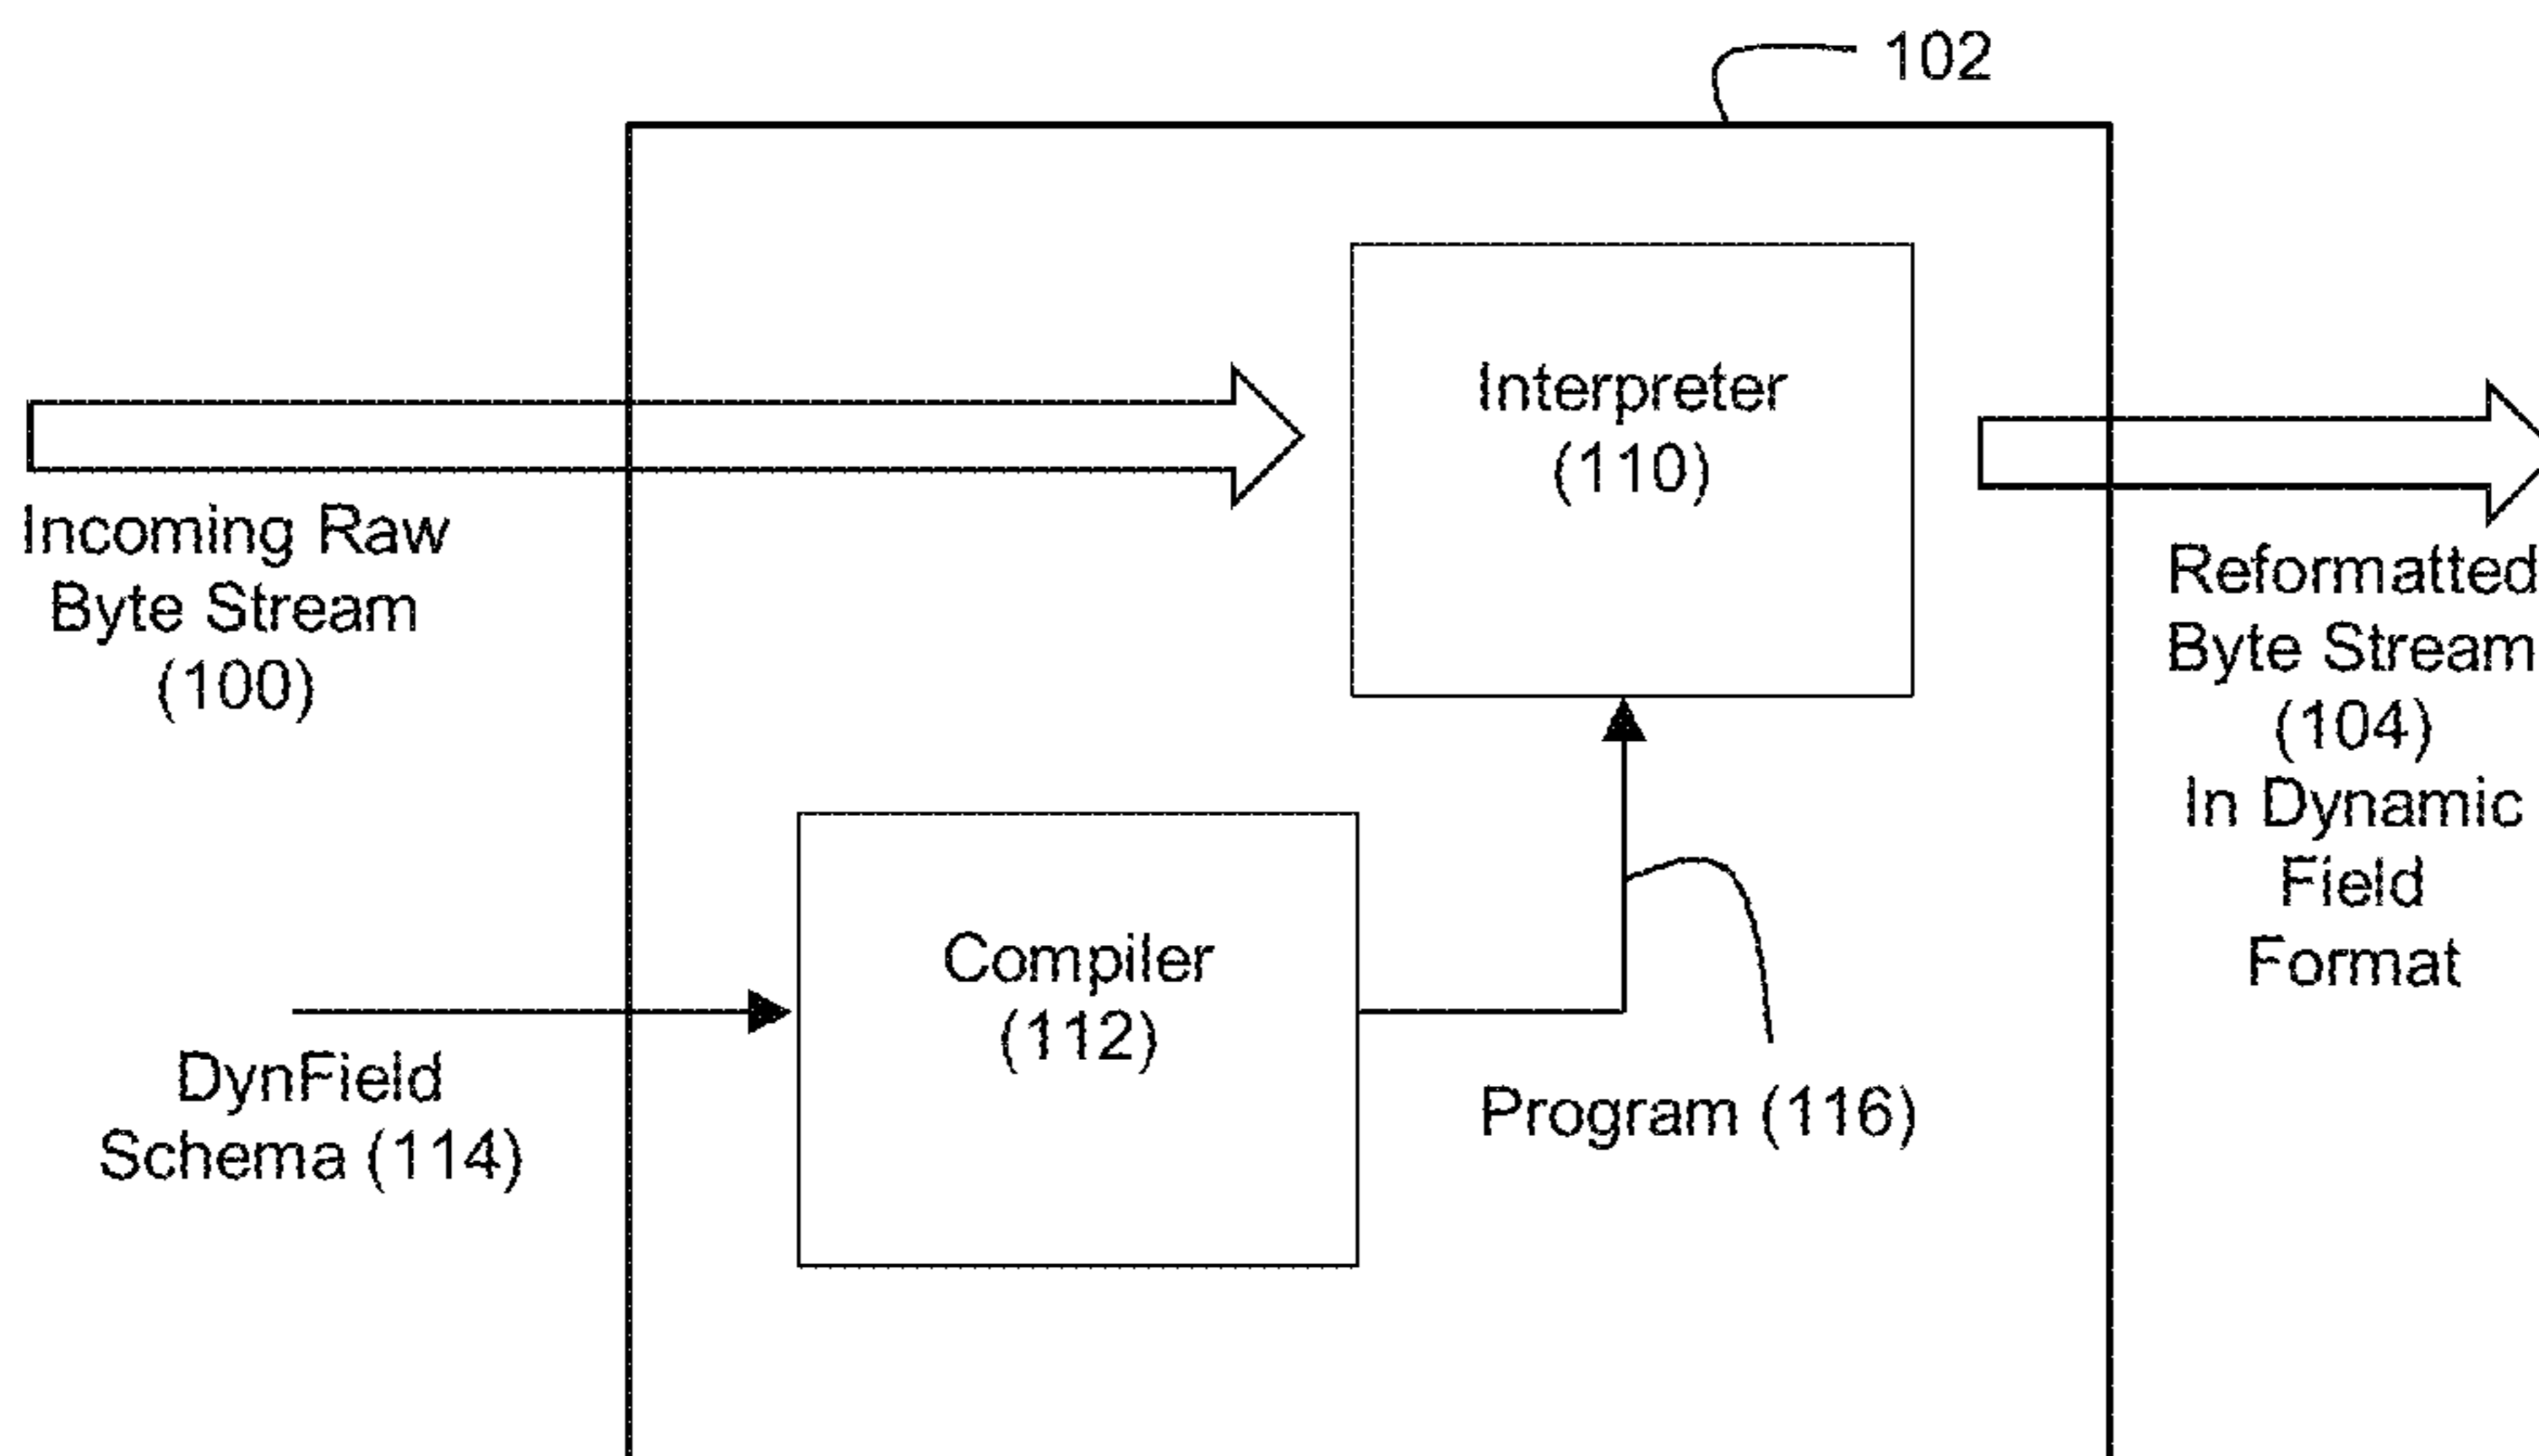 102
Interpreter
(110)
Incoming Raw
Byte Stream
(100)
Reformatted
Byte Stream
(104)
In Dynamic
Field
Format
Compiler
(112)
DynField
Schema (114)
Program (116)